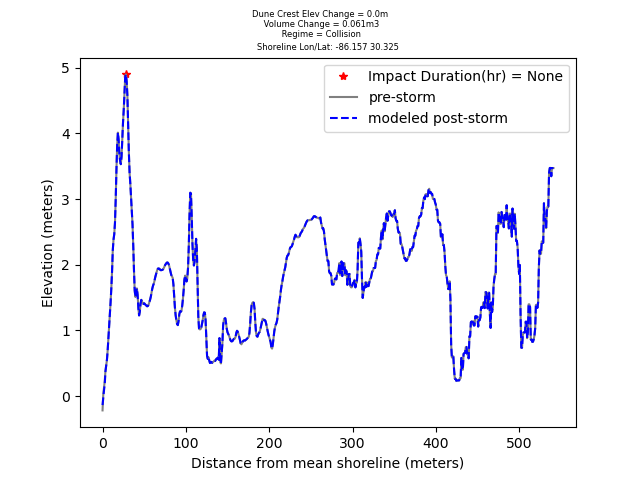 Dune Crest Elev Change = 0.0m
Volume Change = 0.061m3
Regime = Collision
Shoreline Lon/Lat: -86.157 30.325
Impact Duration(hr) = None
pre-storm
modeled post-storm
Elevation (meters)
5
4
3
2
1
0
0 100 200 300 400 500
Distance from mean shoreline (meters)